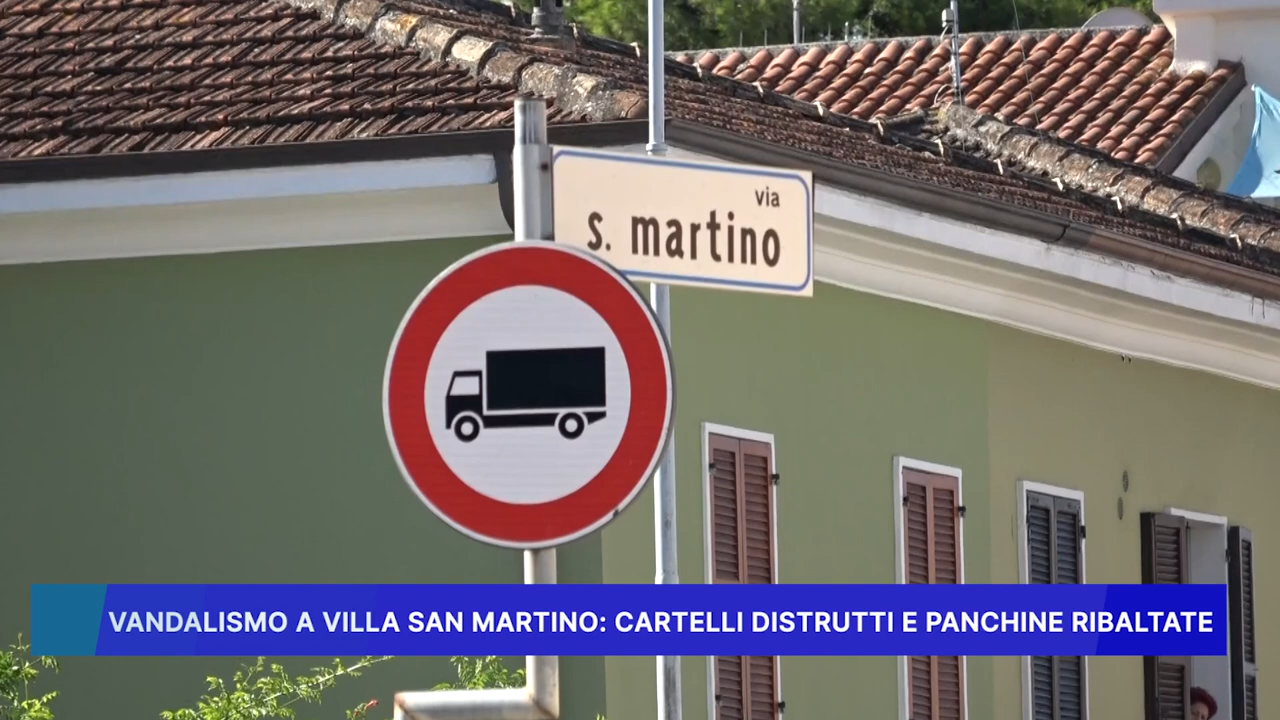 via
s. martino
VANDALISMO A VILLA SAN MARTINO: CARTELLI DISTRUTTI E PANCHINE RIBALTATE